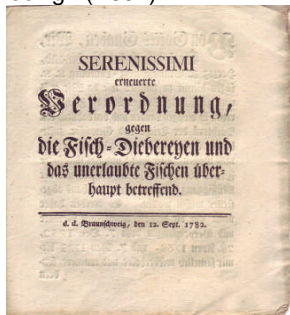 SERENISSIMI
erneuerte
Verordnung,
gegen
die Fisch-Diebereyen und
das unerlaubte Fischen über-
haupt betreffend.
d. d. Braunschweig, den 12. Sept. 1782.